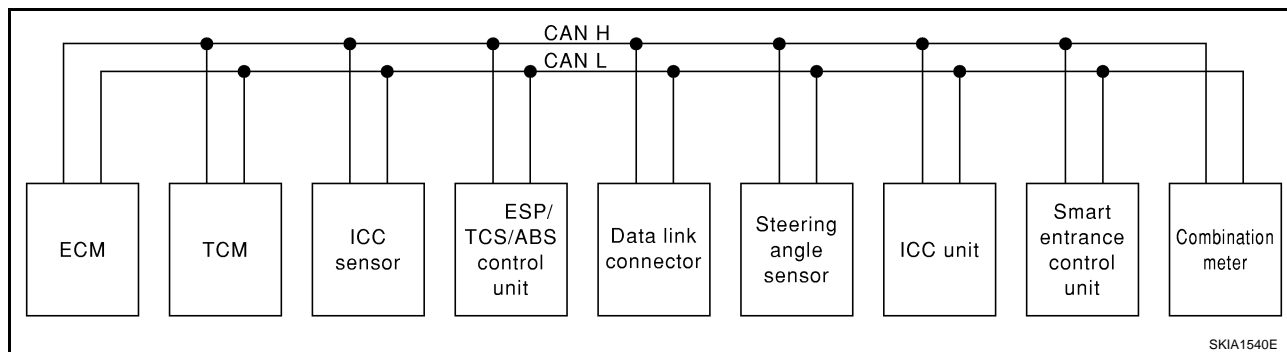 CAN H
CAN L
ECM
TCM
ICC
sensor
ESP/
TCS/ABS
control
unit
Data link
connector
Steering
angle
sensor
ICC unit
Smart
entrance
control
unit
Combination
meter
SKIA1540E